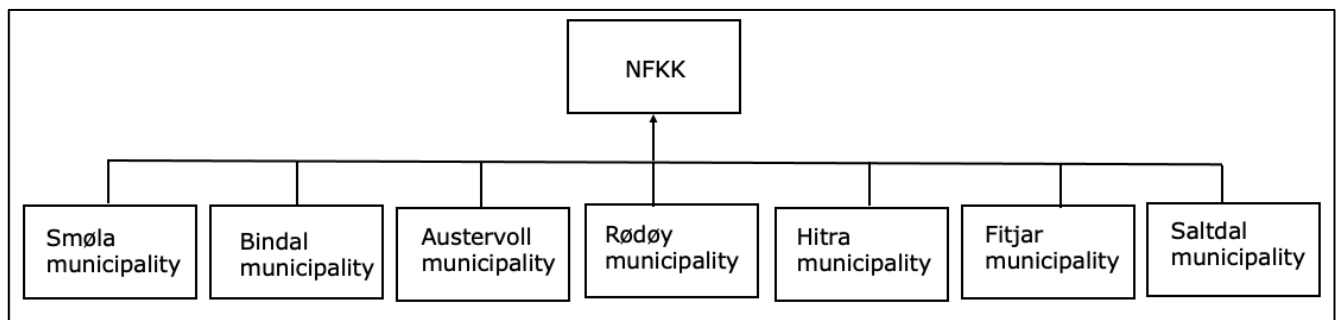 NFKK
Smøla
municipality
Bindal
municipality
Austervoll
municipality
Rødøy
municipality
Hitra
municipality
Fitjar
municipality
Saltdal
municipality